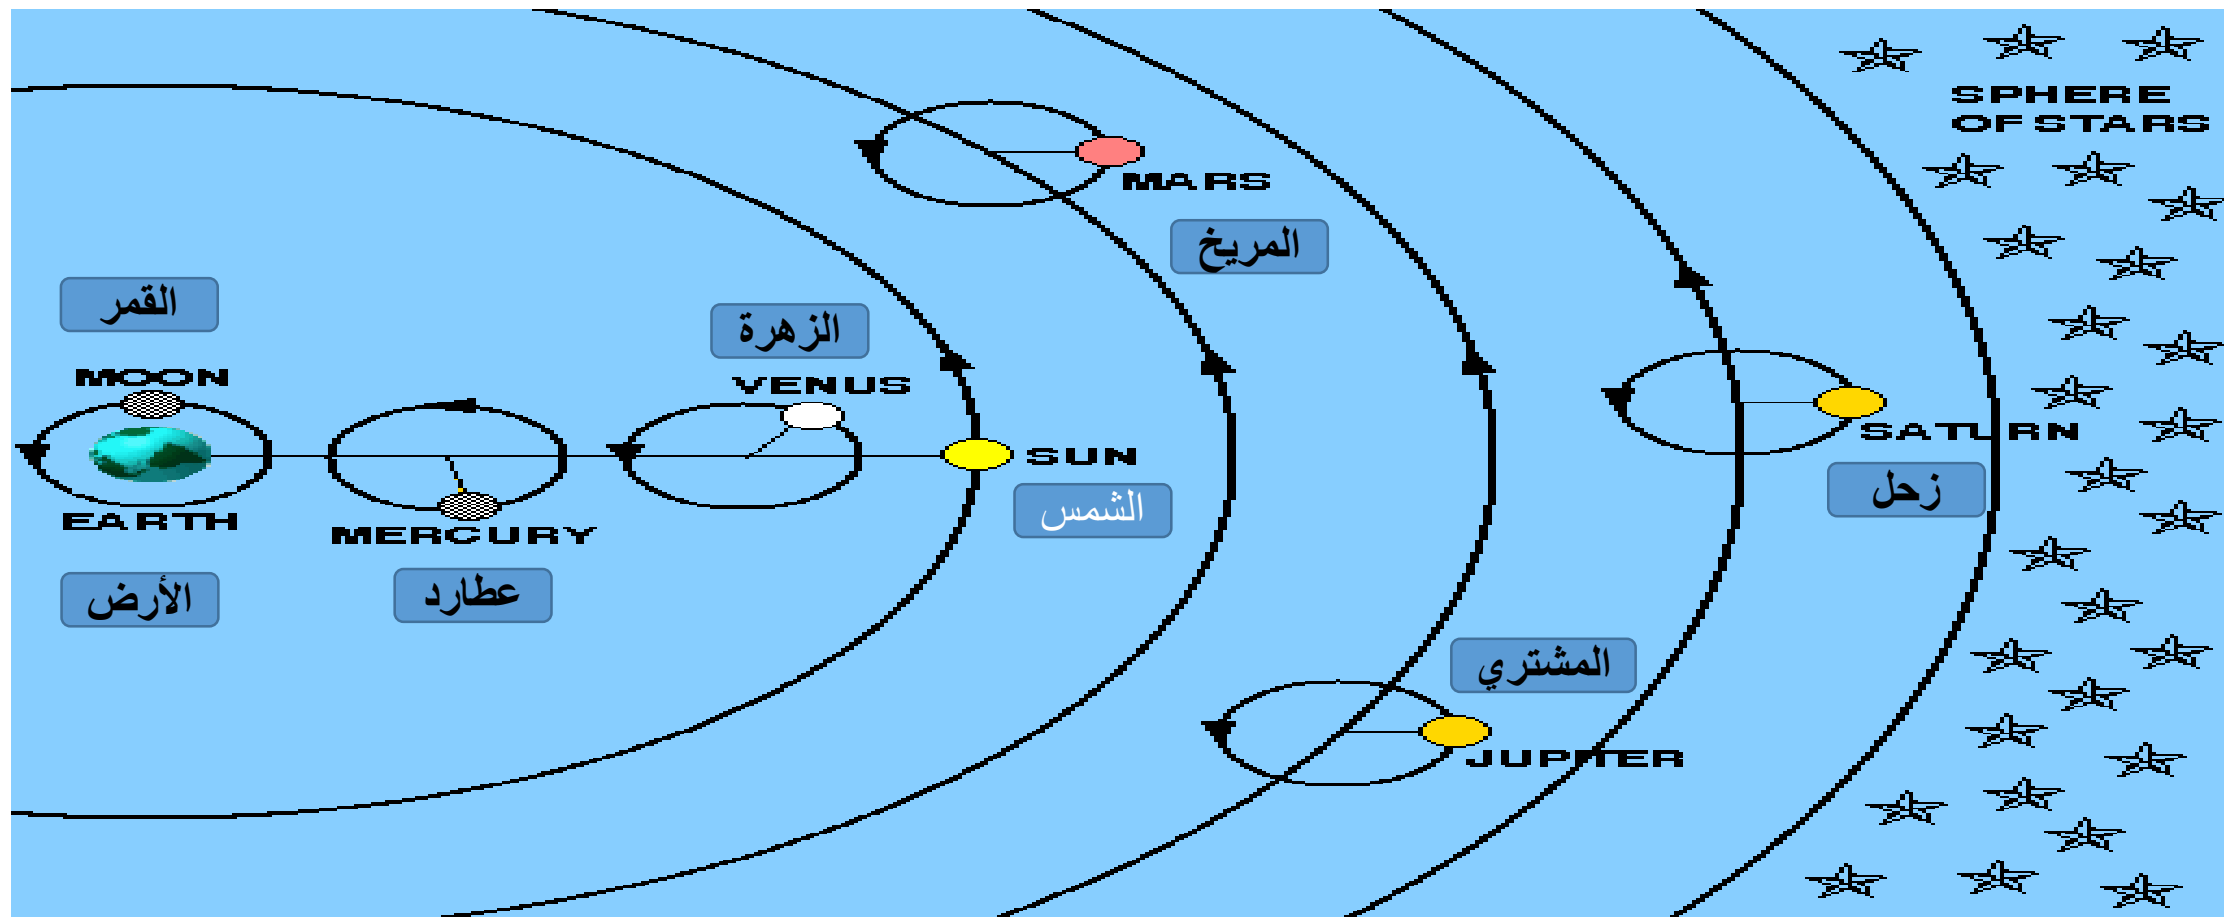 SPHERE
OF STARS
MARS
المريخ
القمر
MOON
الزهرة
VENUS
SUN
الشمس
SATURN
زحل
EARTH
MERCURY
الأرض
عطارد
المشتري
JUPITER